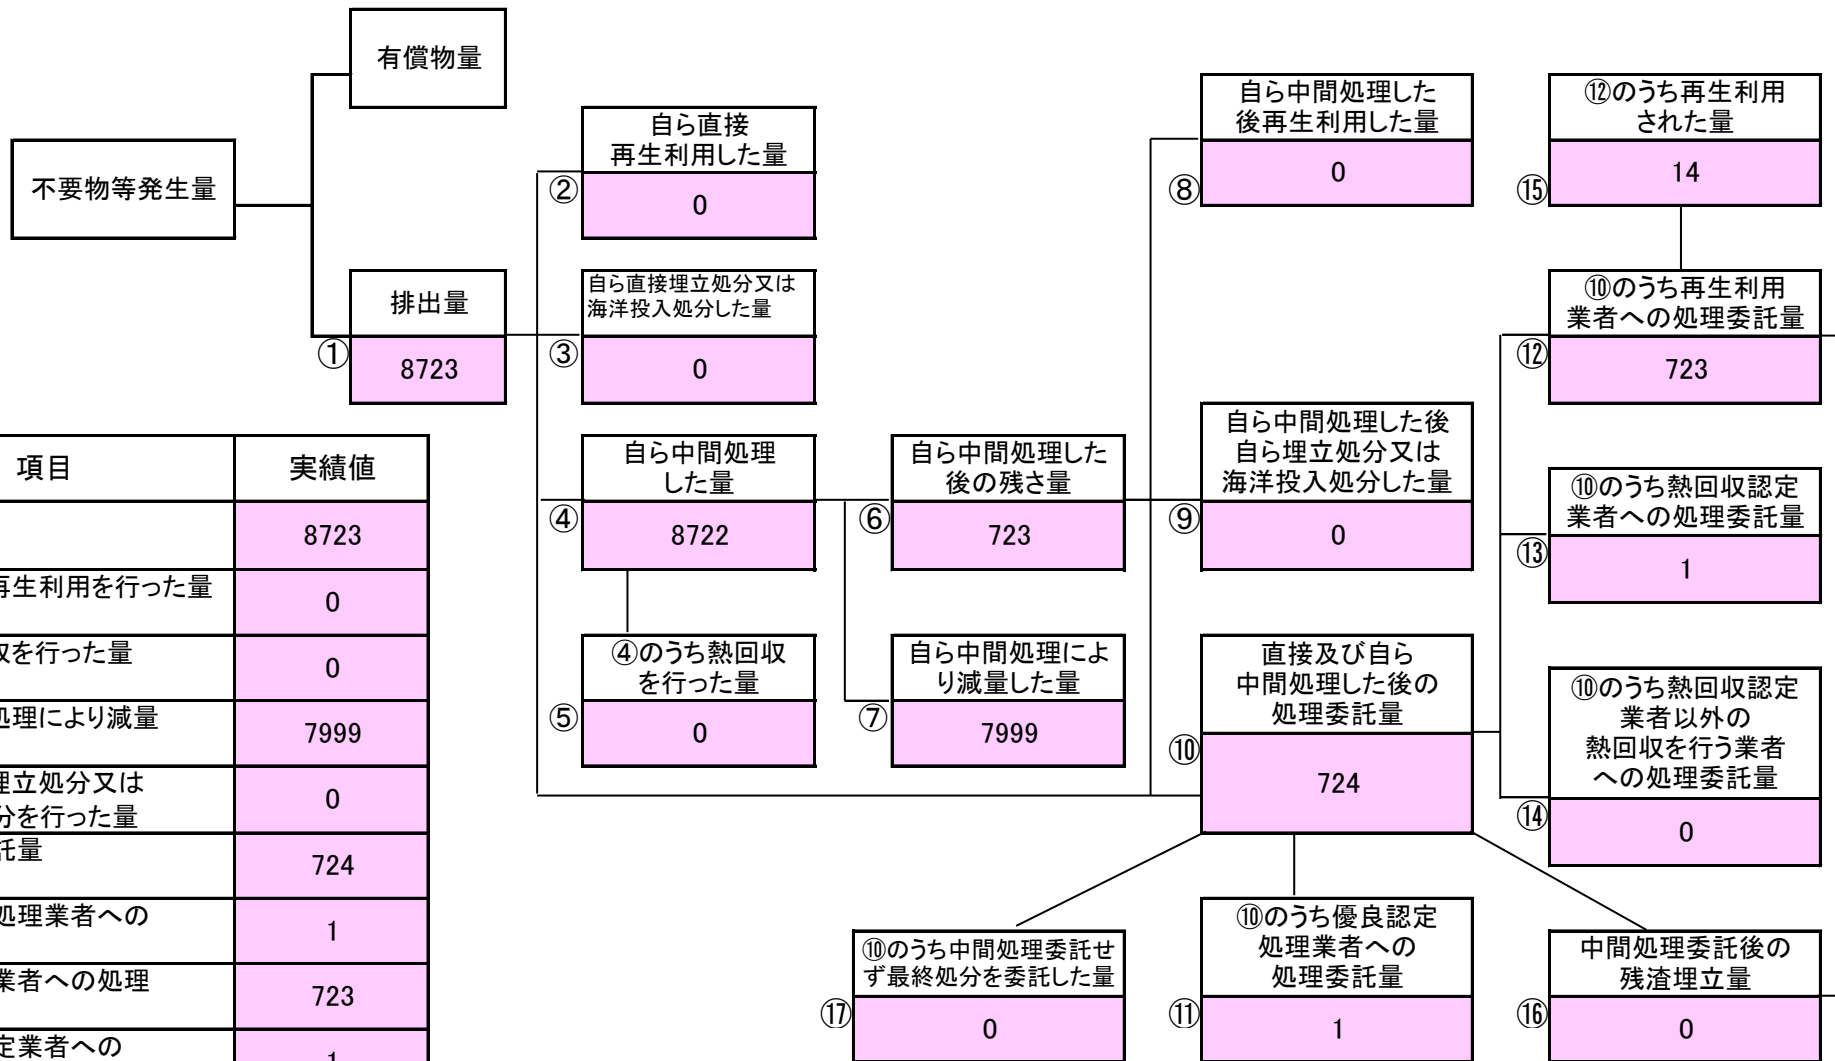 有償物量
不要物等発生量
排出量
①
8723
自ら直接
再生利用した量
②
0
自ら直接埋立処分又は
海洋投入処分した量
③
0
自ら中間処理
した量
④
8722
④のうち熱回収
を行った量
⑤
0
自ら中間処理した
後の残さ量
⑥
723
自ら中間処理によ
り減量した量
⑦
7999
自ら中間処理した
後再生利用した量
⑧
0
自ら中間処理した後
自ら埋立処分又は
海洋投入処分した量
⑨
0
直接及び自ら
中間処理した後の
処理委託量
⑩
724
⑫のうち再生利用
された量
⑮
14
⑩のうち再生利用
業者への処理委託量
⑫
723
⑩のうち熱回収認定
業者への処理委託量
⑬
1
⑩のうち熱回収認定
業者以外の
熱回収を行う業者
への処理委託量
⑭
0
⑩のうち中間処理委託せ
ず最終処分を委託した量
⑰
0
⑩のうち優良認定
処理業者への
処理委託量
⑪
1
中間処理委託後の
残渣埋立量
⑯
0
項目 実績値
8723
再生利用を行った量 0
を行った量 0
処理により減量 7999
埋立処分又は
分を行った量 0
託量 724
処理業者への 1
業者への処理 723
定業者への 1